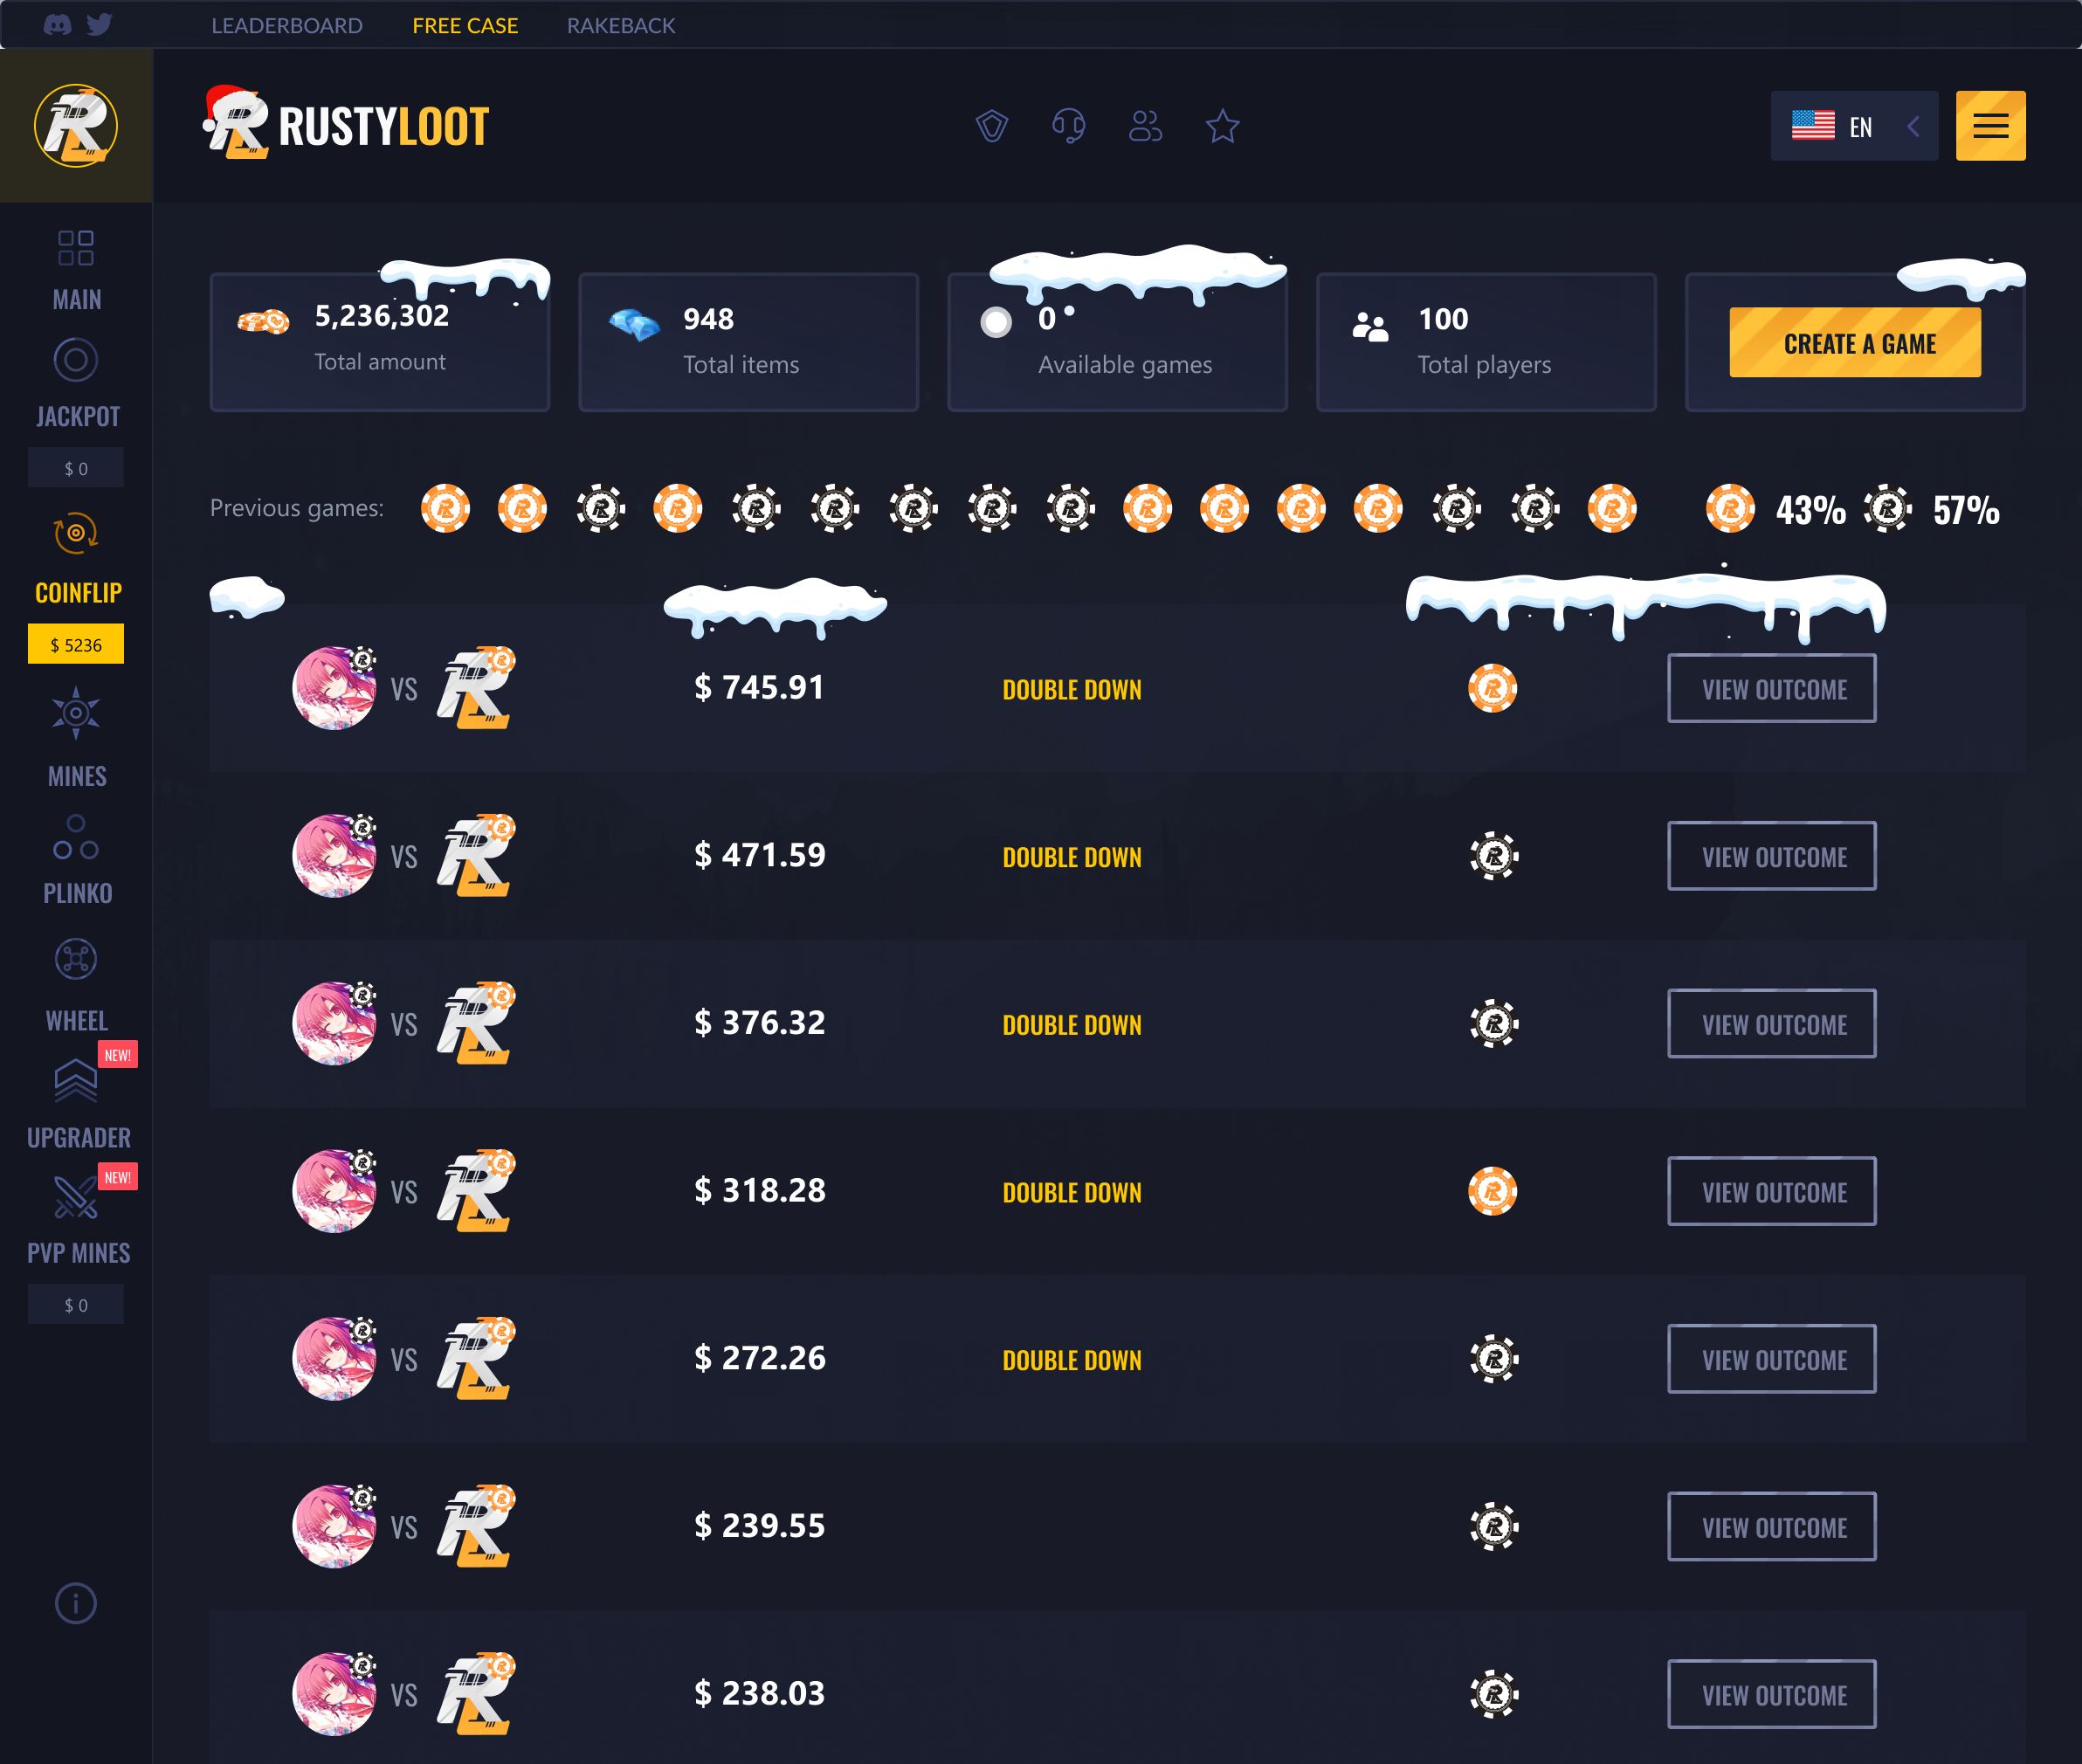 LEADERBOARD FREE CASE RAKEBACK
RUSTYLOOT
EN
MAIN
JACKPOT
$ 0
COINFLIP
$ 5236
MINES
PLINKO
WHEEL
NEW!
UPGRADER
NEW!
PVP MINES
$ 0
5,236,302
Total amount
948
Total items
0
Available games
100
Total players
CREATE A GAME
Previous games:
43% 57%
VS $ 745.91 DOUBLE DOWN VIEW OUTCOME
VS $ 471.59 DOUBLE DOWN VIEW OUTCOME
VS $ 376.32 DOUBLE DOWN VIEW OUTCOME
VS $ 318.28 DOUBLE DOWN VIEW OUTCOME
VS $ 272.26 DOUBLE DOWN VIEW OUTCOME
VS $ 239.55 VIEW OUTCOME
VS $ 238.03 VIEW OUTCOME